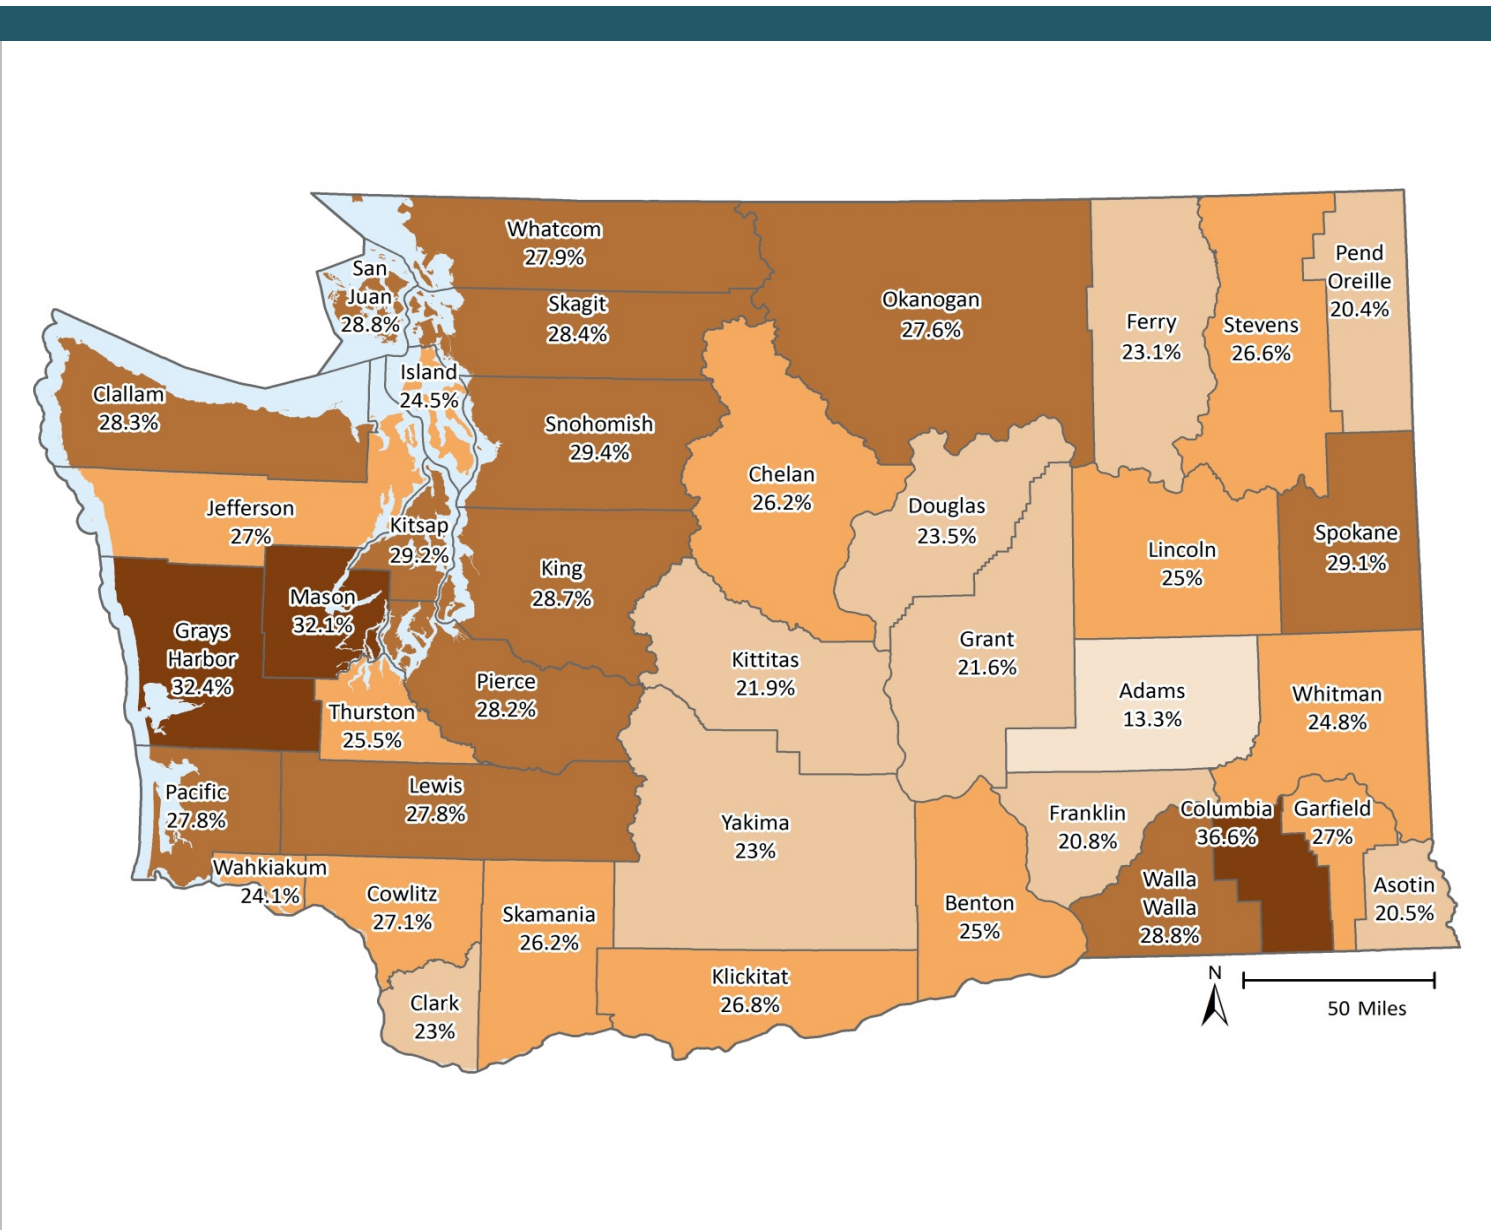 Whatcom
27.9%
San
Juan
28.8%
Skagit
28.4%
Okanogan
27.6%
Ferry
23.1%
Stevens
26.6%
Pend
Oreille
20.4%
Clallam
28.3%
Island
24.5%
Snohomish
29.4%
Chelan
26.2%
Douglas
23.5%
Jefferson
27%
Kitsap
29.2%
King
28.7%
Lincoln
25%
Spokane
29.1%
Mason
32.1%
Grays
Harbor
32.4%
Kittitas
21.9%
Grant
21.6%
Adams
13.3%
Whitman
24.8%
Thurston
25.5%
Pierce
28.2%
Pacific
27.8%
Lewis
27.8%
Yakima
23%
Franklin
20.8%
Columbia
36.6%
Garfield
27%
Wahkiakum
24.1%
Cowlitz
27.1%
Skamania
26.2%
Benton
25%
Walla
Walla
28.8%
Asotin
20.5%
Clark
23%
Klickitat
26.8%
N
50 Miles